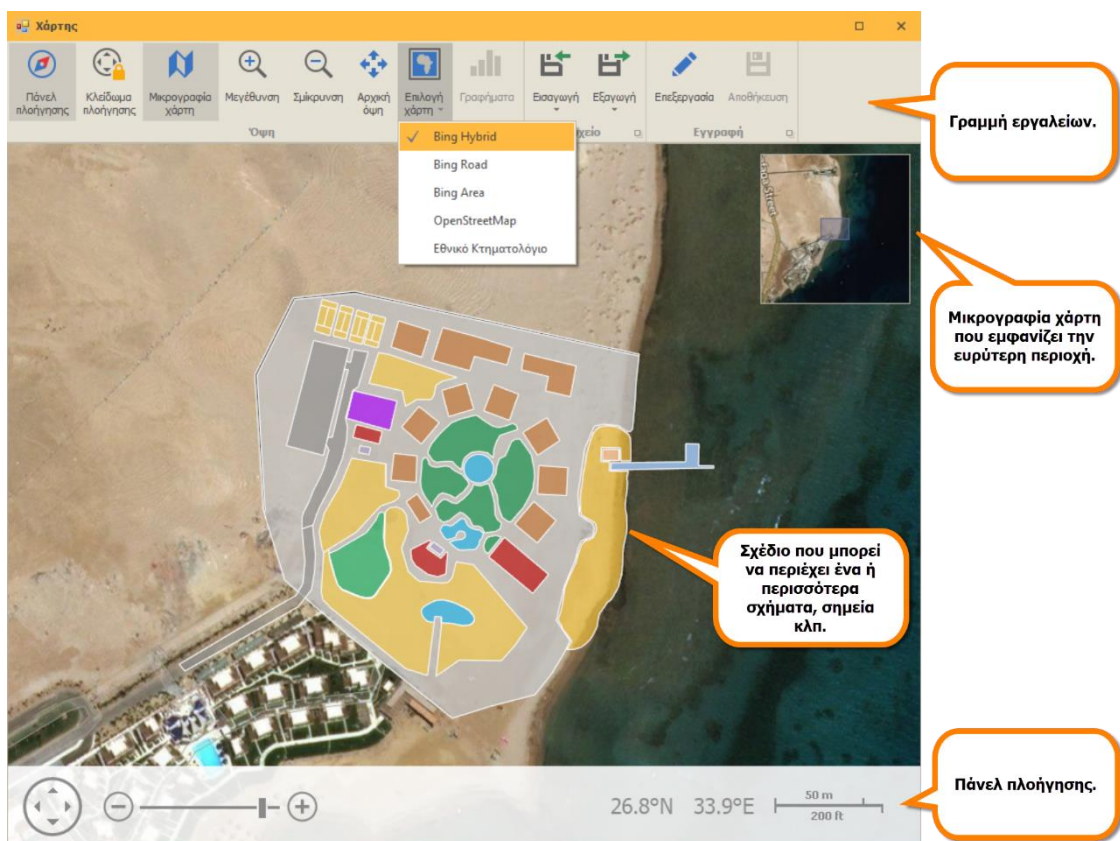 Χάρτης
Πάνελ
πλοήγησης
Κλείδωμα
πλοήγησης
Μικρογραφία
χάρτη
Μεγέθυνση
Σμίκρυνση
Αρχική
όψη
Επιλογή
χάρτη
Γραφήματα
Εισαγωγή
Εξαγωγή
Επεξεργασία
Αποθήκευση
Όψη
Εγγραφή
Bing Hybrid
Bing Road
Bing Area
OpenStreetMap
Εθνικό Κτηματολόγιο
Γραμμή εργαλείων.
Street
Μικρογραφία χάρτη
που εμφανίζει την
ευρύτερη περιοχή.
Σχέδιο που μπορεί
να περιέχει ένα ή
περισσότερα
σχήματα, σημεία
κλπ.
Πάνελ πλοήγησης.
26.8°N 33.9°E
50 m
200 ft